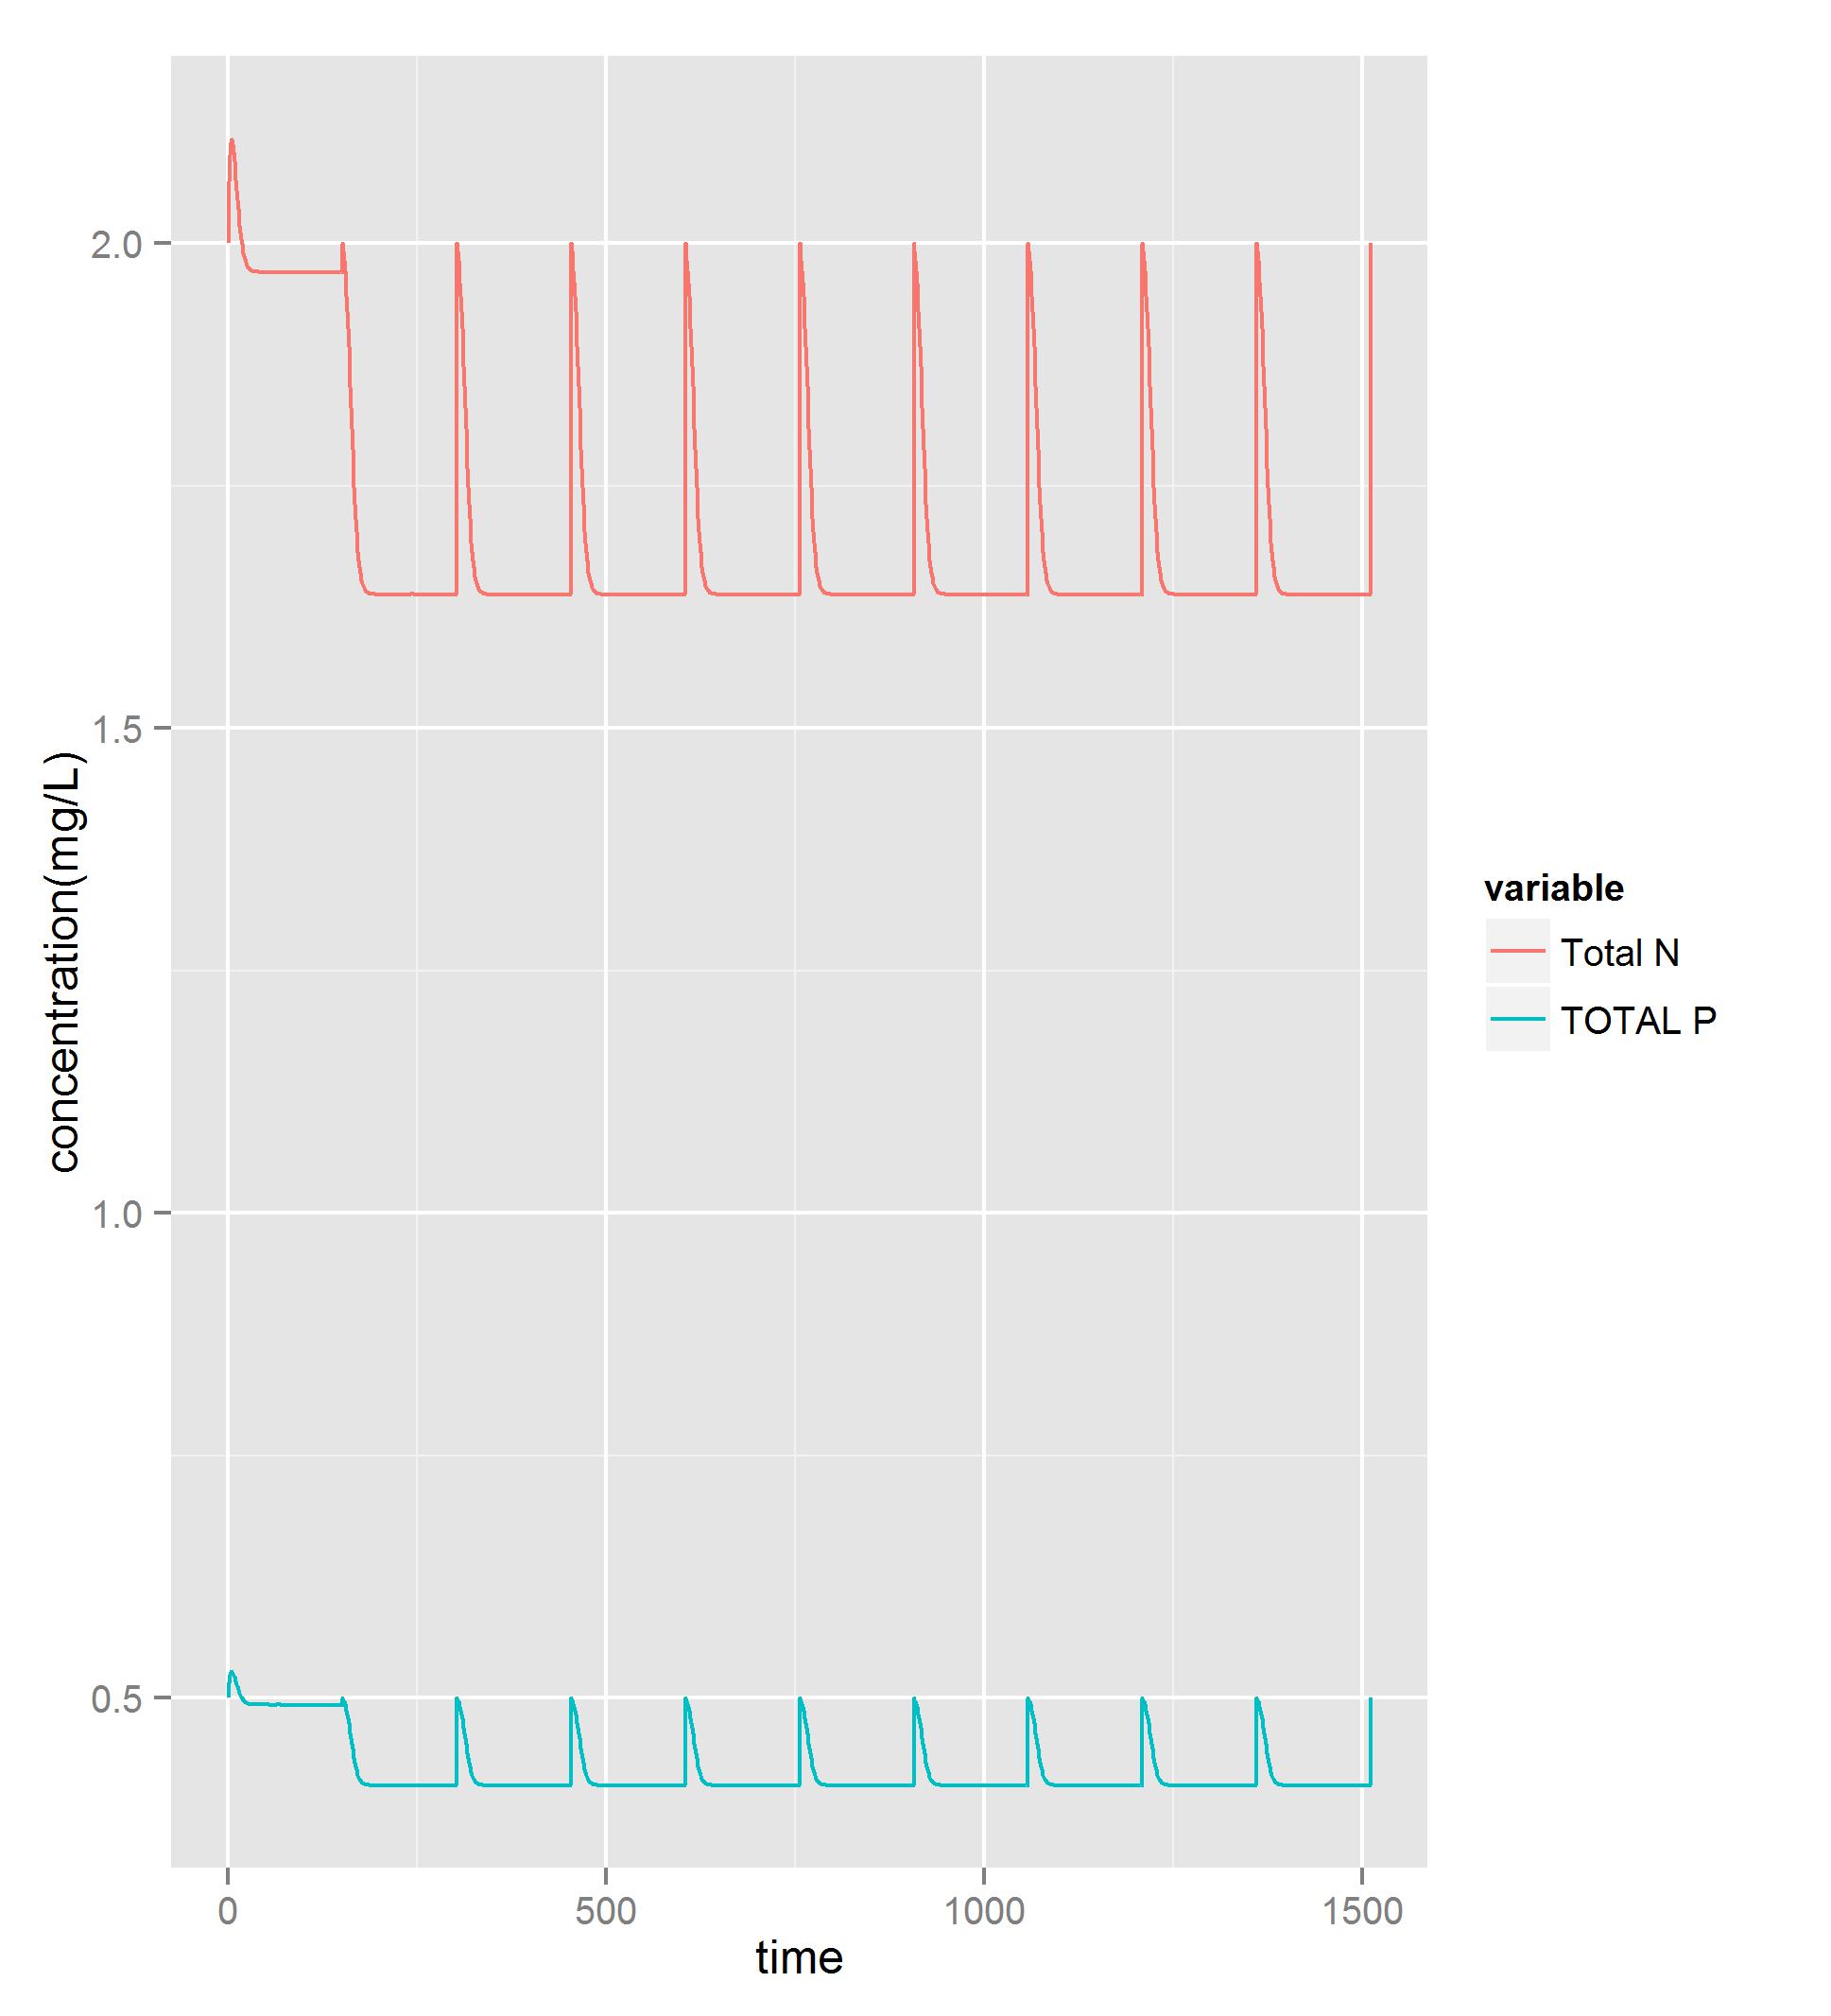 2.0
1.5
1.0
0.5
concentration(mg/L)
0 500 1000 1500
time
variable
Total N
TOTAL P